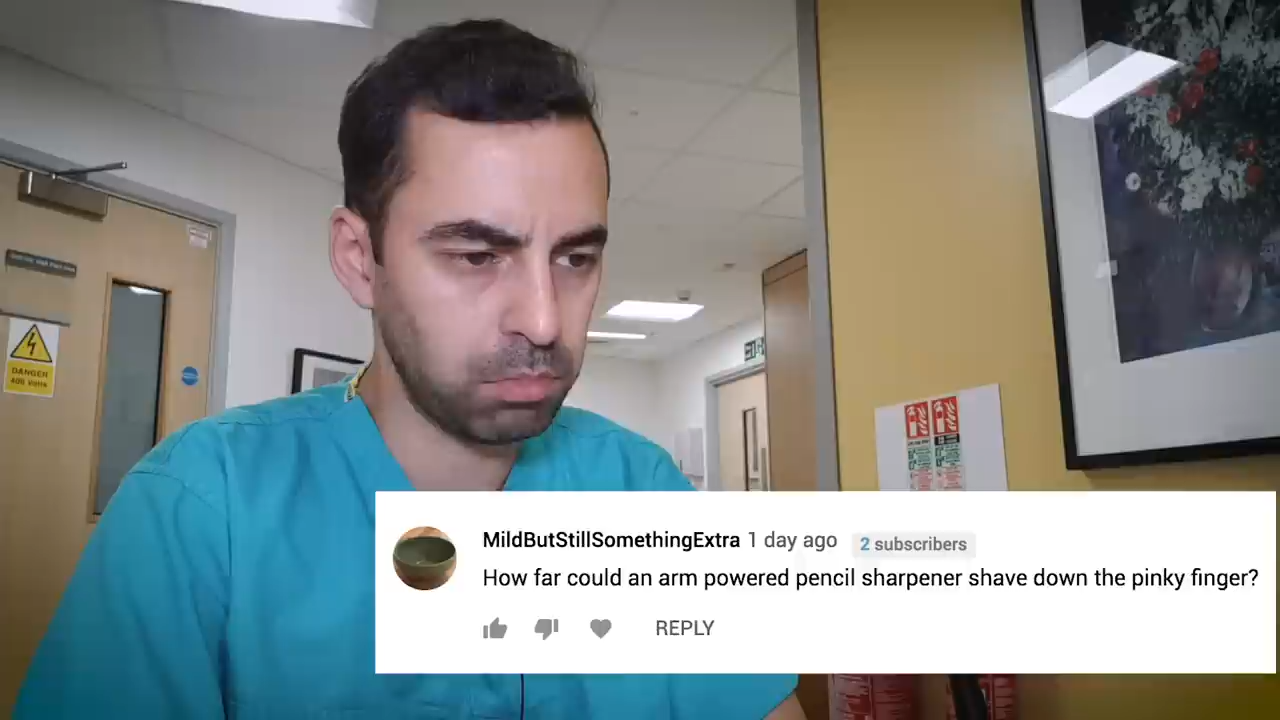 DANGER
400 Volts
MildButStillSomethingExtra 1 day ago 2 subscribers
How far could an arm powered pencil sharpener shave down the pinky finger?
REPLY